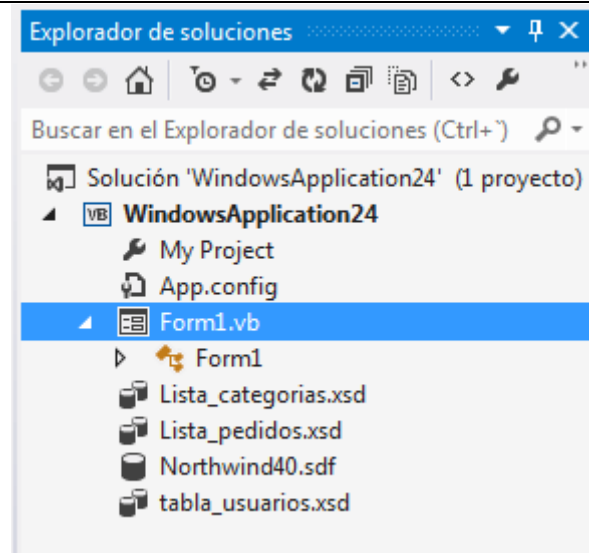 Explorador de soluciones
Buscar en el Explorador de soluciones (Ctrl+`)
Solución 'WindowsApplication24' (1 proyecto)
VB WindowsApplication24
My Project
App.config
Form1.vb
Form1
Lista_categorias.xsd
Lista_pedidos.xsd
Northwind40.sdf
tabla_usuarios.xsd